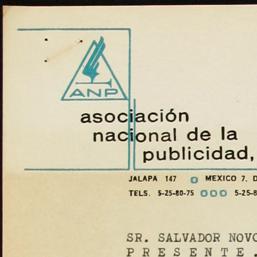 ANP
asociación
nacional de la
publicidad,
JALAPA 147 MEXICO 7, D
TELS. 5-25-80-75 5-25-8
SR. SALVADOR NOVO
PRESENTE.